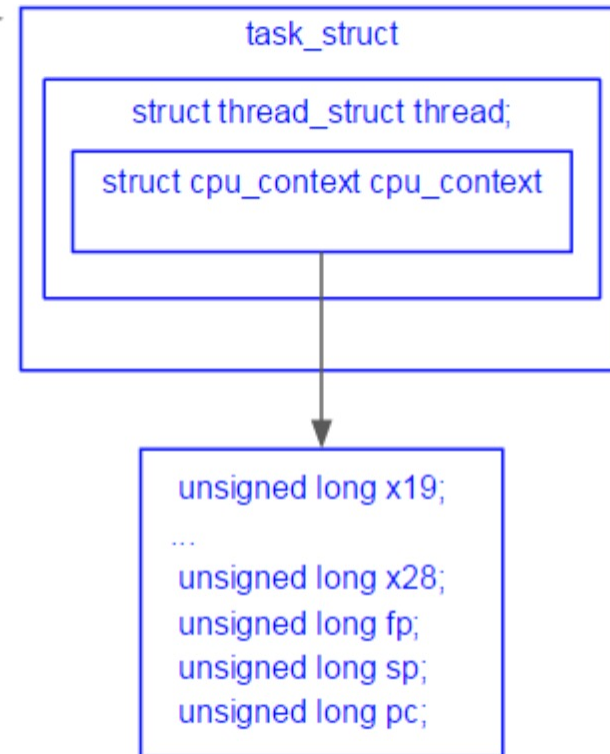 task_struct
struct thread_struct thread;
struct cpu_context cpu_context
unsigned long x19;
...
unsigned long x28;
unsigned long fp;
unsigned long sp;
unsigned long pc;